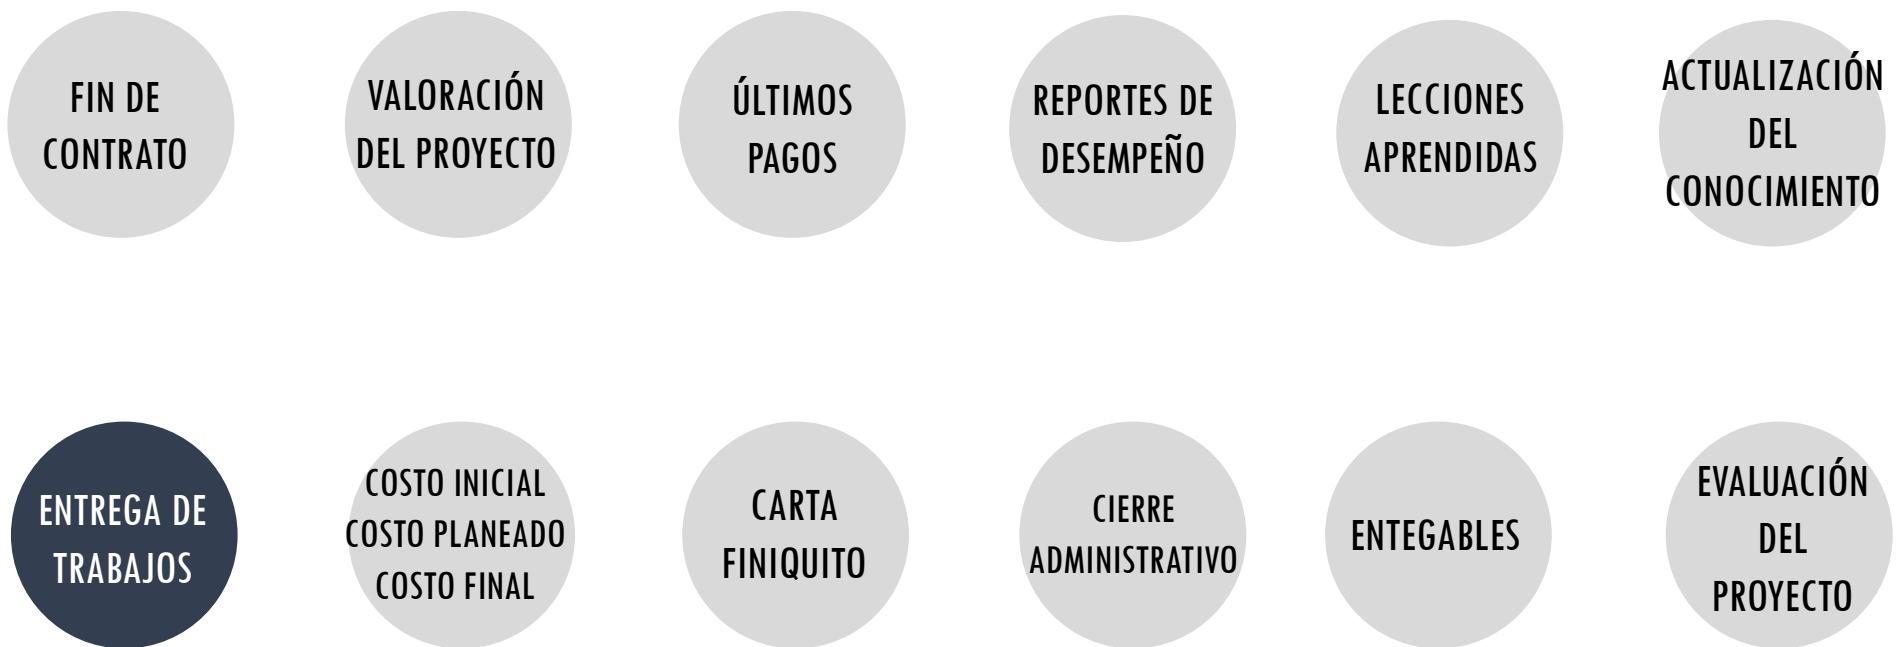 FIN DE
CONTRATO
VALORACIÓN
DEL PROYECTO
ÚLTIMOS
PAGOS
REPORTES DE
DESEMPEÑO
LECCIONES
APRENDIDAS
ACTUALIZACIÓN
DEL
CONOCIMIENTO
ENTREGA DE
TRABAJOS
COSTO INICIAL
COSTO PLANEADO
COSTO FINAL
CARTA
FINIQUITO
CIERRE
ADMINISTRATIVO
ENTEGABLES
EVALUACIÓN
DEL
PROYECTO